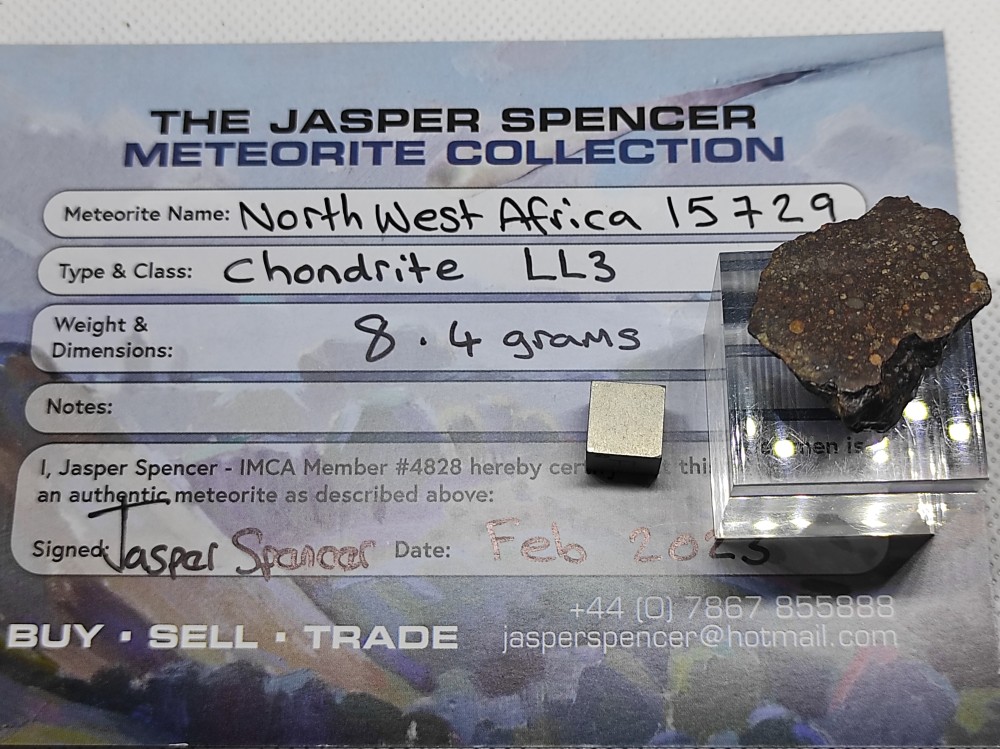 THE JASPER SPENCER
METEORITE COLLECTION
Meteorite Name: North West Africa 15729
Type & Class: Chondrite LL3
Weight &
Dimensions: 8.4 grams
Notes:
I, Jasper Spencer - IMCA Member #4828 hereby
an authentic meteorite as described above:
Signed: Jasper Spencer Date: Feb 2023
BUY · SELL · TRADE
+44 (0) 7867 855888
jasperspencer@hotmail.com